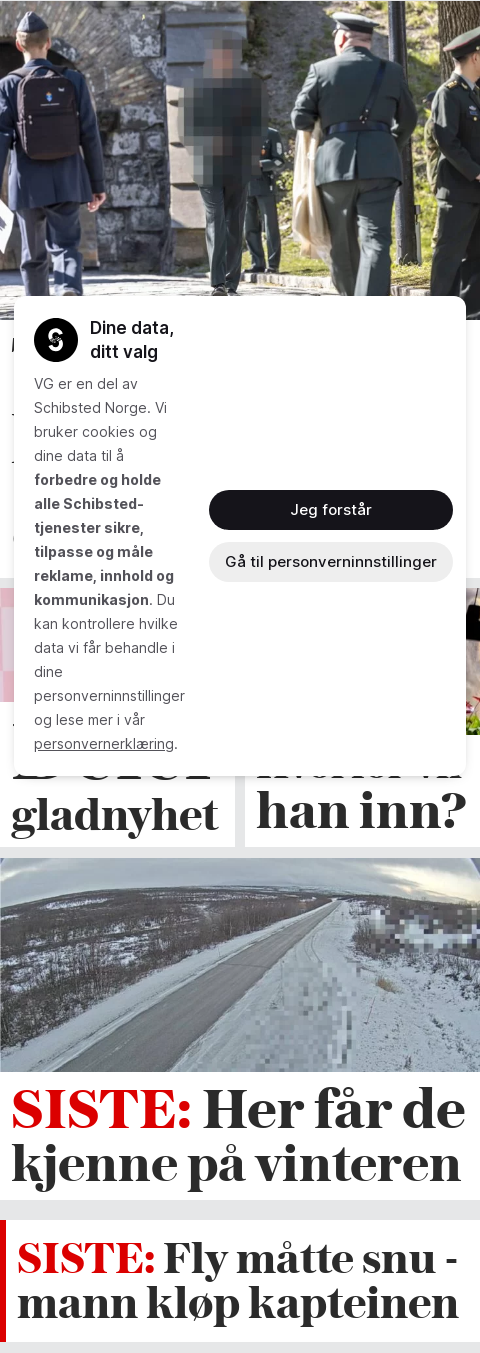 Dine data,
ditt valg
VG er en del av
Schibsted Norge. Vi
bruker cookies og
dine data til å
forbedre og holde
alle Schibsted-
tjenester sikre,
tilpasse og måle
reklame, innhold og
kommunikasjon. Du
kan kontrollere hvilke
data vi får behandle i
dine
personverninnstillinger
og lese mer i vår
personvernerklæring.
Jeg forstår
Gå til personverninnstillinger
gladnyhet
han inn?
SISTE: Her får de
kjenne på vinteren
SISTE: Fly måtte snu -
mann kløp kapteinen